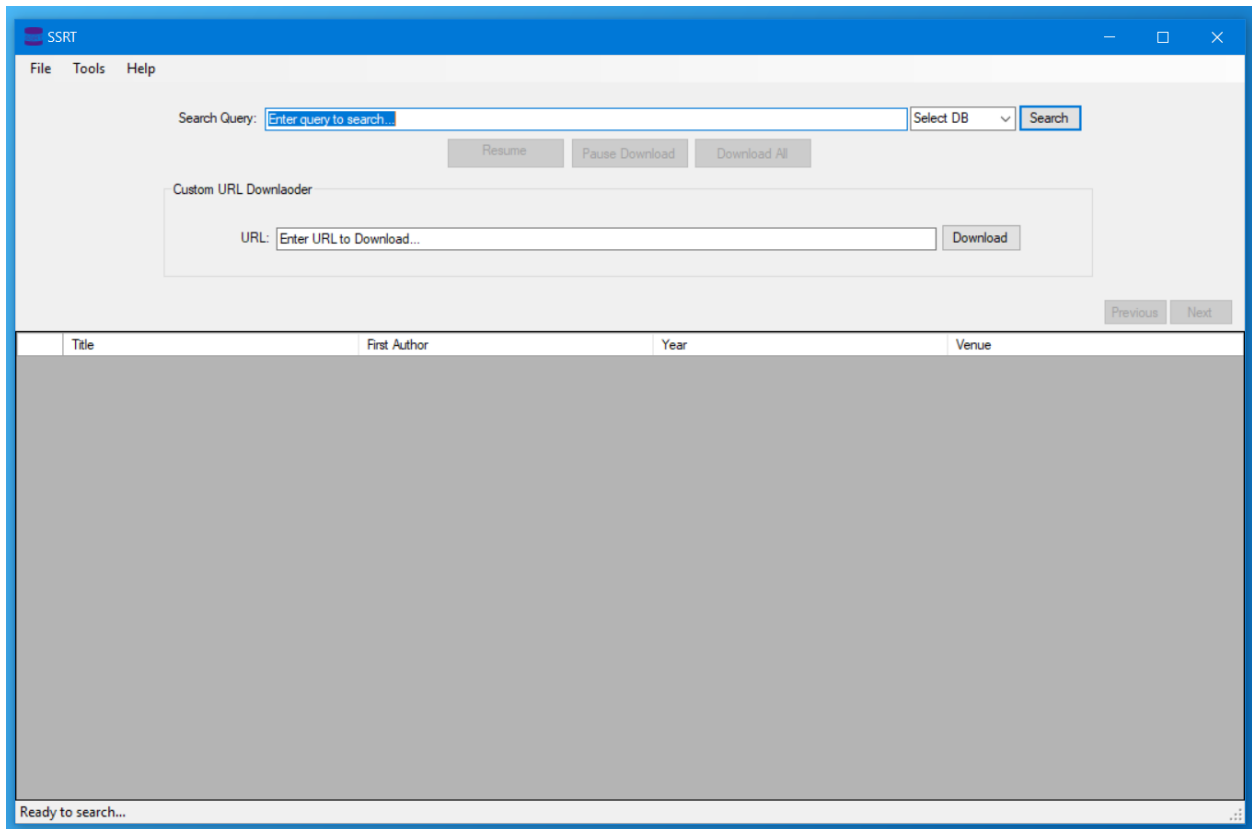 SSRT
File Tools Help
Search Query: Enter query to search... Select DB Search
Resume Pause Download Download All
Custom URL Downlaoder
URL: Enter URL to Download... Download
Previous Next
Title First Author Year Venue
Ready to search...